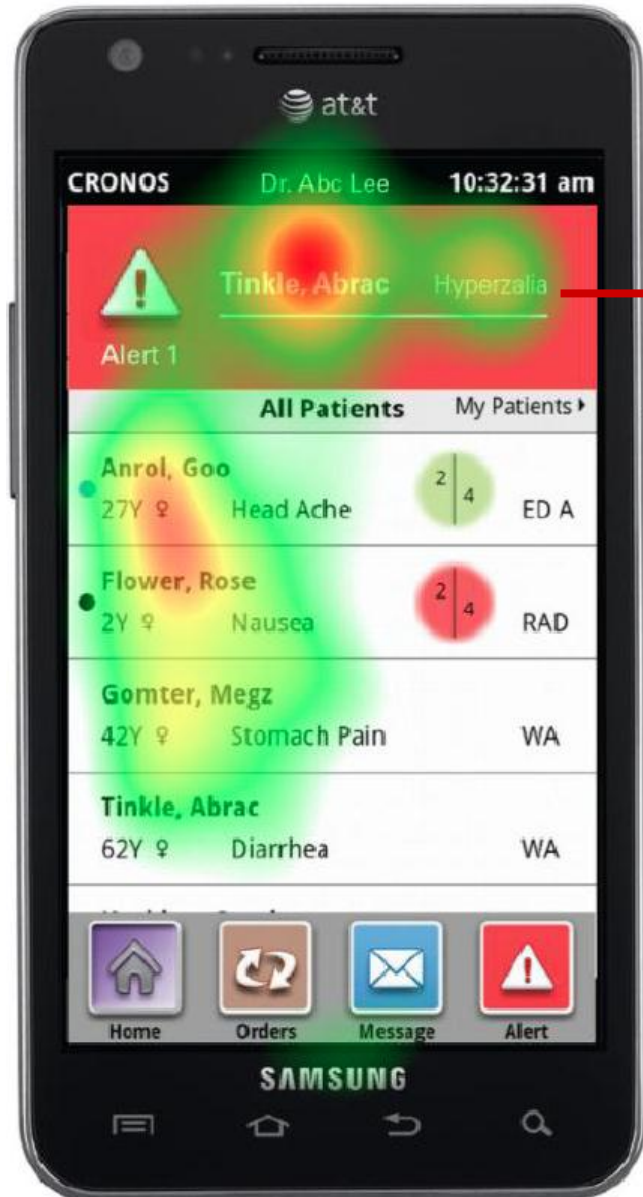 at&t
CRONOS Dr. Abc Lee 10:32:31 am
Tinkle, Abrac Hyperzalia
Alert 1
All Patients My Patients
Anrol, Goo
27Y ♀ Head Ache 2 4 ED A
Flower, Rose
2Y ♀ Nausea 2 4 RAD
Gomter, Megz
42Y ♀ Stomach Pain WA
Tinkle, Abrac
62Y ♀ Diarrhea WA
Home Orders Message Alert
SAMSUNG